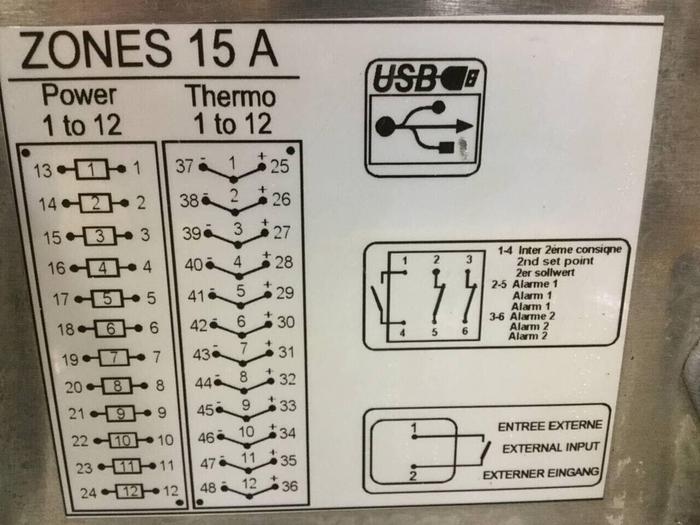 ZONES 15 A
Power
1 to 12
Thermo
1 to 12
13 1 1
14 2 2
15 3 3
16 4 4
17 5 5
18 6 6
19 7 7
20 8 8
21 9 9
22 10 10
23 11 11
24 12 12
37 - 1 + 25
38 - 2 + 26
39 - 3 + 27
40 - 4 + 28
41 - 5 + 29
42 - 6 + 30
43 - 7 + 31
44 - 8 + 32
45 - 9 + 33
46 - 10 + 34
47 - 11 + 35
48 - 12 + 36
USB
1 2 3
4 5 6
1-4 Inter 2éme consigne
2nd set point
2er sollwert
2-5 Alarme 1
Alarm 1
Alarm 1
3-6 Alarme 2
Alarm 2
Alarm 2
1
2
ENTREE EXTERNE
EXTERNAL INPUT
EXTERNER EINGANG